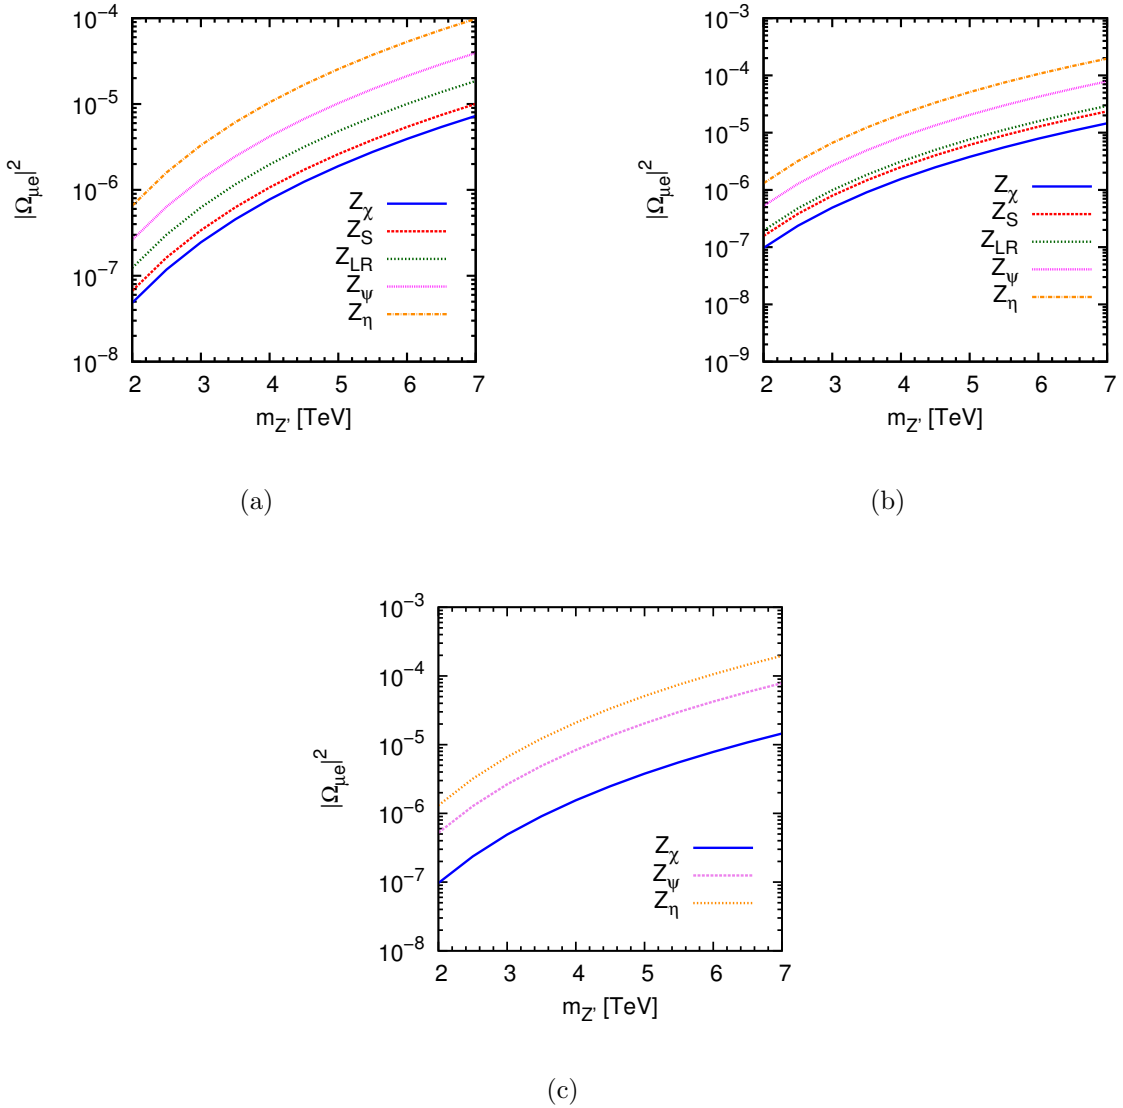 10⁻⁴
10⁻⁵
10⁻⁶
10⁻⁷
10⁻⁸
|Ω_μe|²
2 3 4 5 6 7
m_Z' [TeV]
Z_χ
Z_S
Z_LR
Z_ψ
Z_η
(a)
10⁻³
10⁻⁴
10⁻⁵
10⁻⁶
10⁻⁷
10⁻⁸
10⁻⁹
|Ω_μe|²
2 3 4 5 6 7
m_Z' [TeV]
Z_χ
Z_S
Z_LR
Z_ψ
Z_η
(b)
10⁻³
10⁻⁴
10⁻⁵
10⁻⁶
10⁻⁷
10⁻⁸
|Ω_μe|²
2 3 4 5 6 7
m_Z' [TeV]
Z_χ
Z_ψ
Z_η
(c)